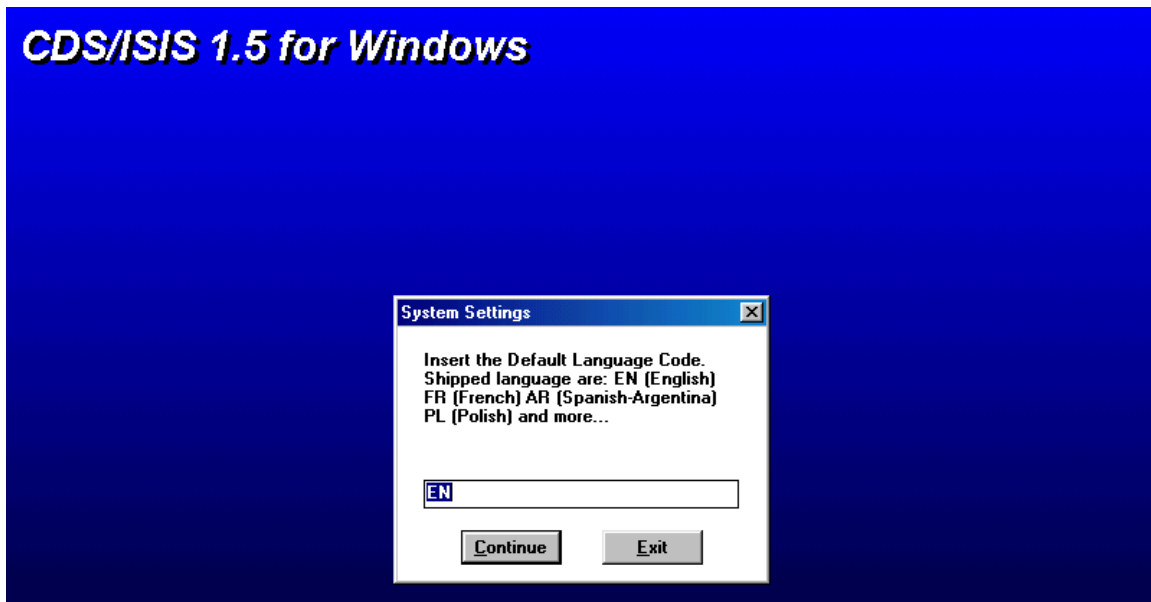 CDS/ISIS 1.5 for Windows
System Settings
Insert the Default Language Code.
Shipped language are: EN (English)
FR (French) AR (Spanish-Argentina)
PL (Polish) and more...
EN
Continue
Exit